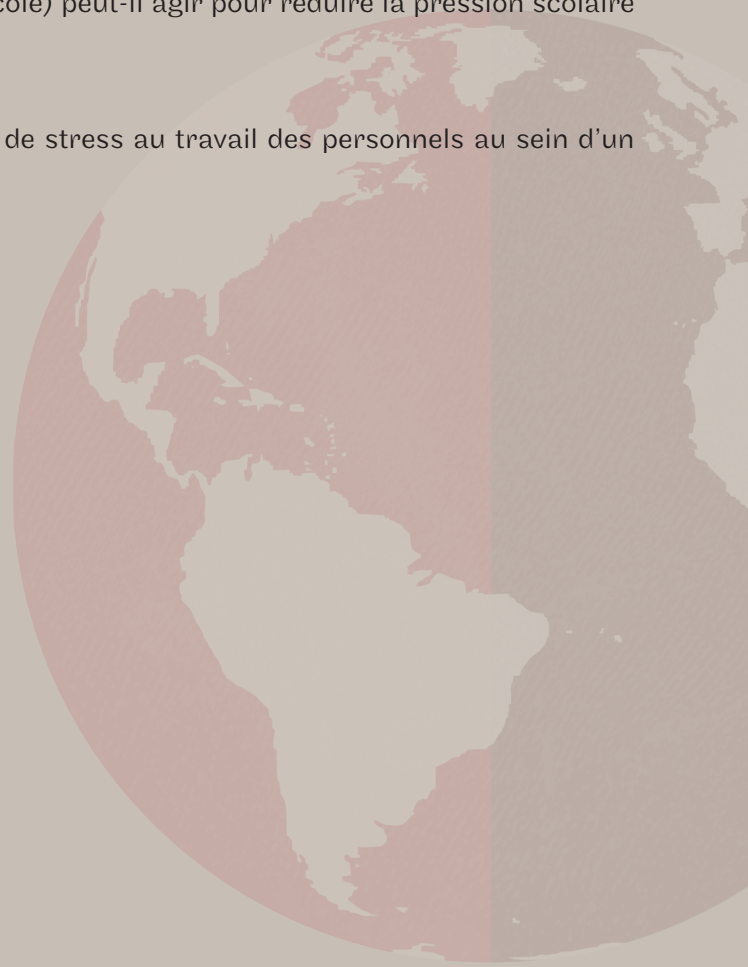 cole) peut-il agir pour réduire la pression scolaire
de stress au travail des personnels au sein d'un